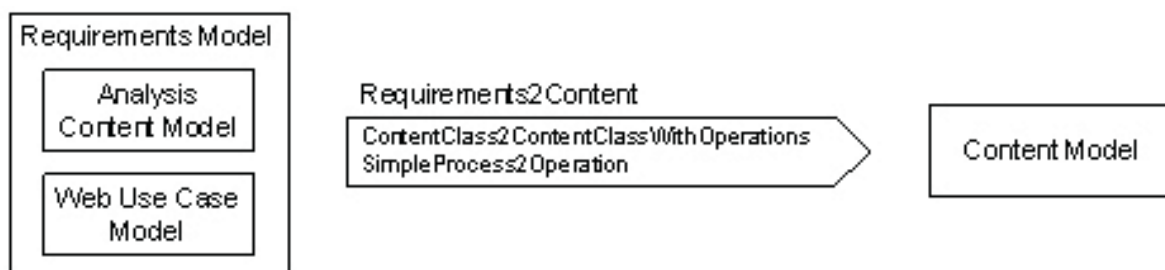 Requirements Model
Analysis
Content Model
Web Use Case
Model
Requirements2Content
ContentClass2ContentClassWithOperations
SimpleProcess2Operation
Content Model